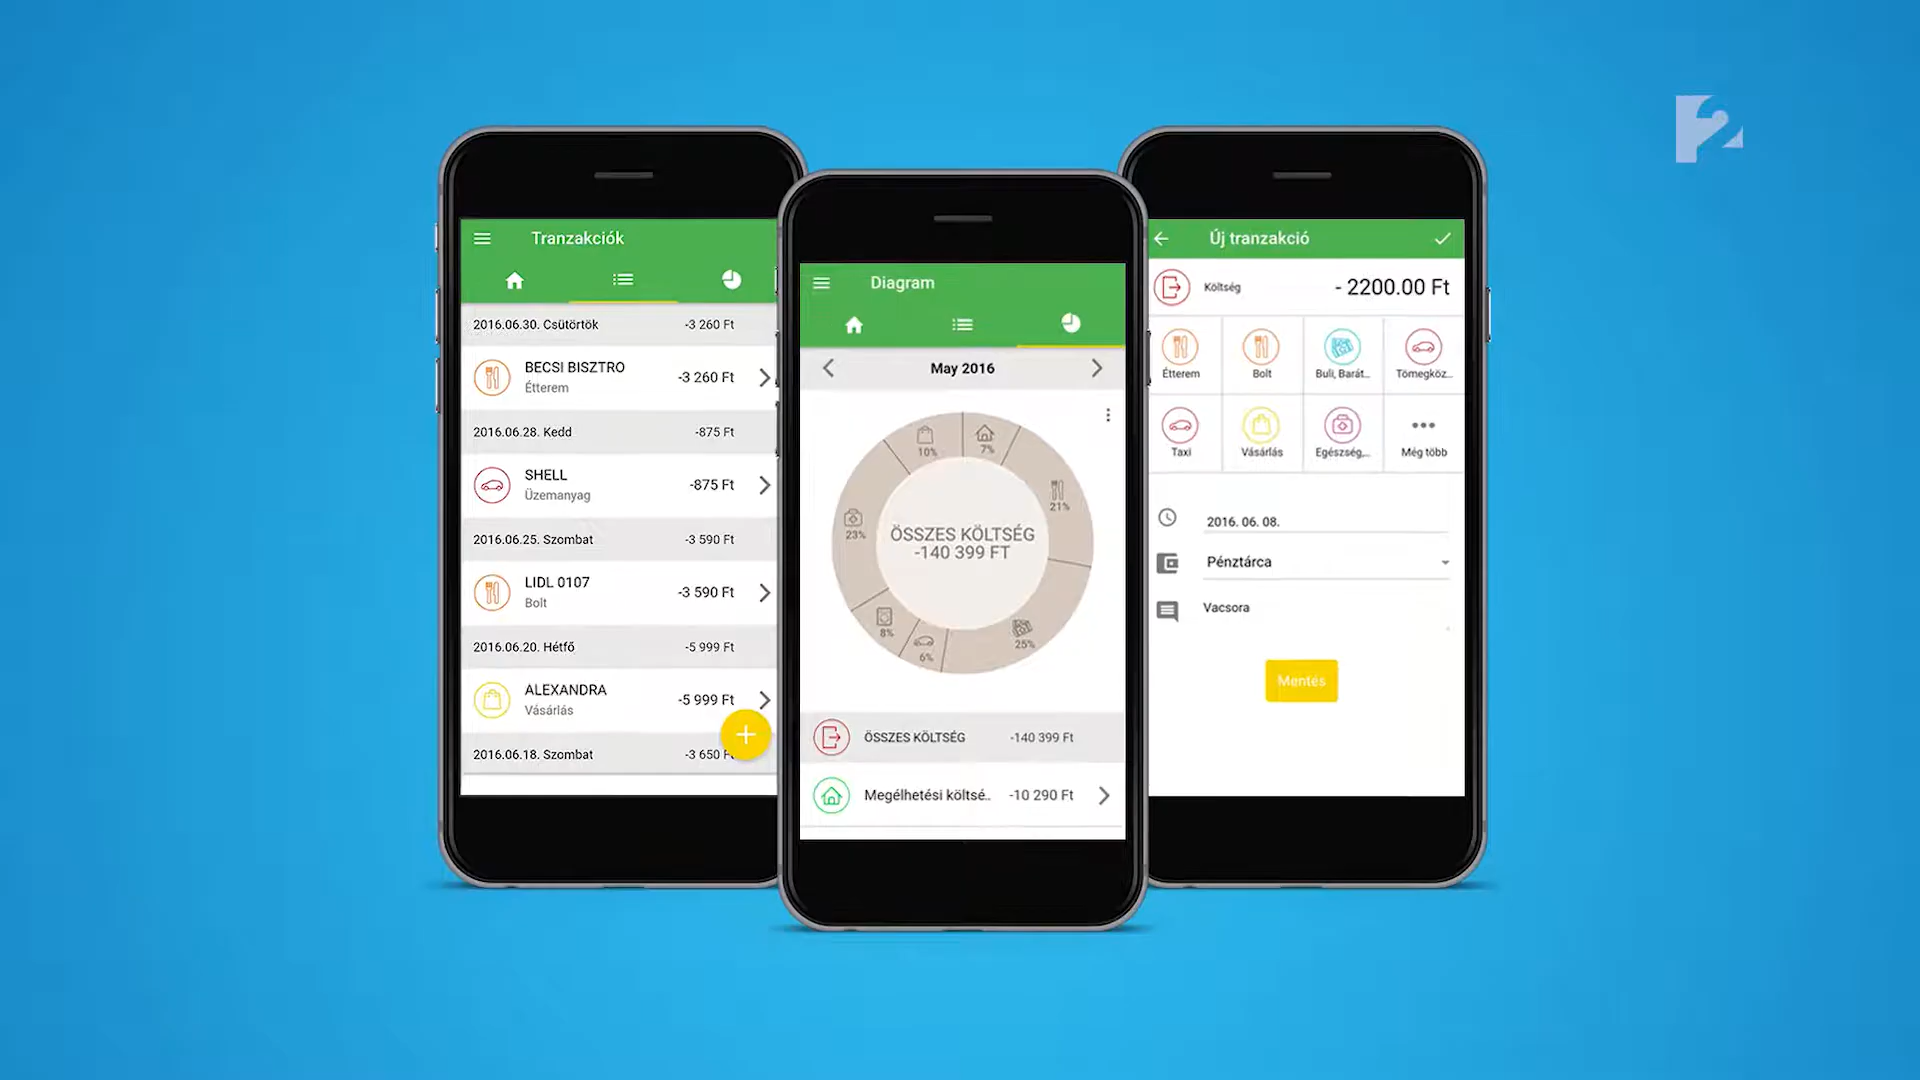 Tranzakciók
2016.06.30. Csütörtök -3 260 Ft
BECSI BISZTRO
Étterem
-3 260 Ft
2016.06.28. Kedd -875 Ft
SHELL
Üzemanyag
-875 Ft
2016.06.25. Szombat -3 590 Ft
LIDL 0107
Bolt
-3 590 Ft
2016.06.20. Hétfő -5 999 Ft
ALEXANDRA
Vásárlás
-5 999 Ft
2016.06.18. Szombat -3 650 F
Diagram
May 2016
10%
7%
21%
23%
ÖSSZES KÖLTSÉG
-140 399 FT
8%
6%
25%
ÖSSZES KÖLTSÉG -140 399 Ft
Megélhetési költsé.. -10 290 Ft
Új tranzakció
Költség - 2200.00 Ft
Étterem Bolt Buli, Barát... Tömegköz...
Taxi Vásárlás Egészség,... Még több
2016. 06. 08.
Pénztárca
Vacsora
Mentés
2